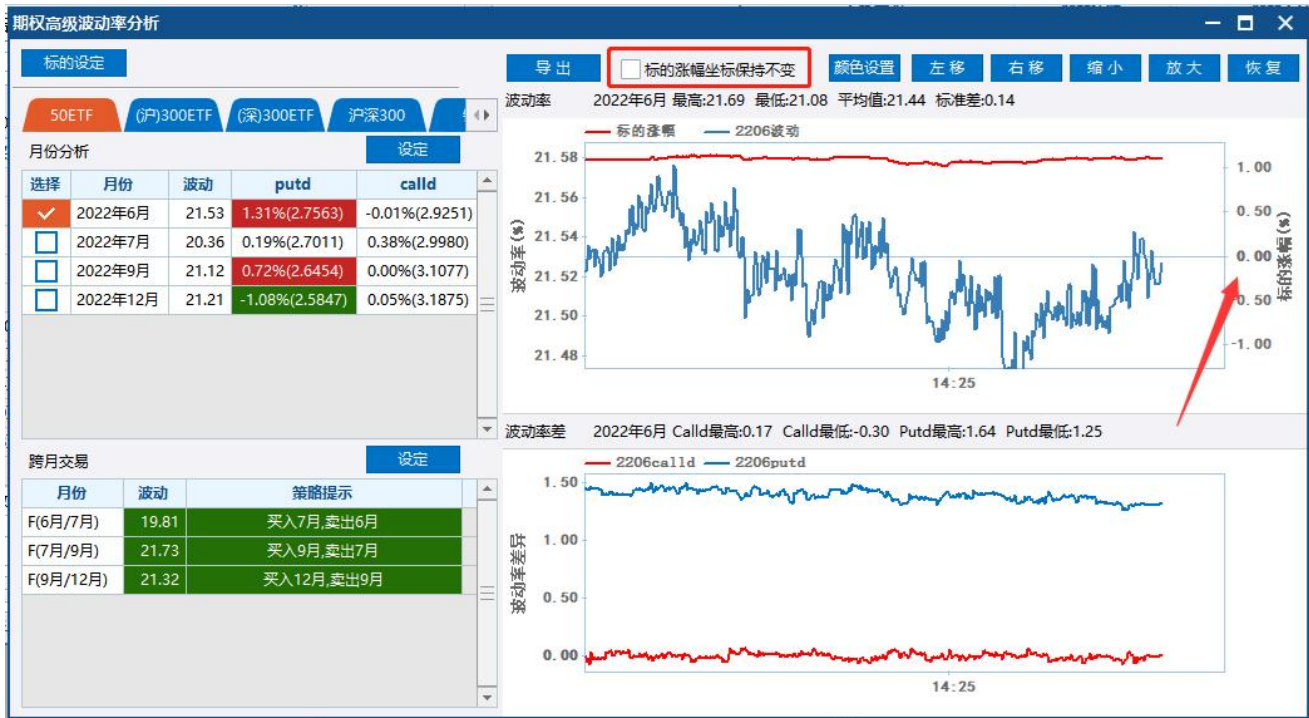 期权高级波动率分析
标的设定
导出 标的涨幅坐标保持不变 颜色设置 左移 右移 缩小 放大 恢复
50ETF (沪)300ETF (深)300ETF 沪深300
月份分析 设定
选择 月份 波动 putd calld
2022年6月 21.53 1.31%(2.7563) -0.01%(2.9251)
2022年7月 20.36 0.19%(2.7011) 0.38%(2.9980)
2022年9月 21.12 0.72%(2.6454) 0.00%(3.1077)
2022年12月 21.21 -1.08%(2.5847) 0.05%(3.1875)
跨月交易 设定
月份 波动 策略提示
F(6月/7月) 19.81 买入7月,卖出6月
F(7月/9月) 21.73 买入9月,卖出7月
F(9月/12月) 21.32 买入12月,卖出9月
波动率 2022年6月 最高:21.69 最低:21.08 平均值:21.44 标准差:0.14
标的涨幅 2206波动
波动率(%)
21.58
21.56
21.54
21.52
21.50
21.48
14:25
1.00
0.50
0.00
0.50
-1.00
标的涨幅(%)
波动率差 2022年6月 Calld最高:0.17 Calld最低:-0.30 Putd最高:1.64 Putd最低:1.25
2206calld 2206putd
波动率差异
1.50
1.00
0.50
0.00
14:25